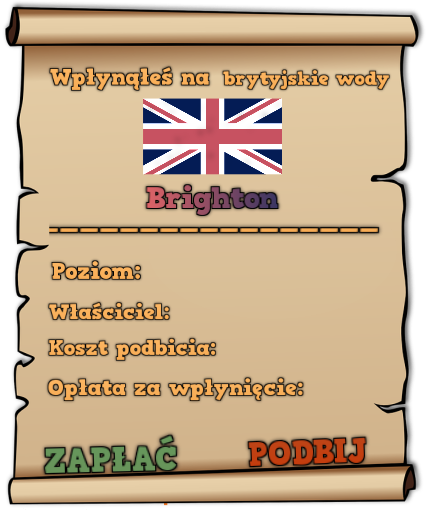 Wpłynąłeś na brytyjskie wody
Brighton
Poziom:
Właściciel:
Koszt podbicia:
Opłata za wpłynięcie:
ZAPŁAĆ PODBIJ